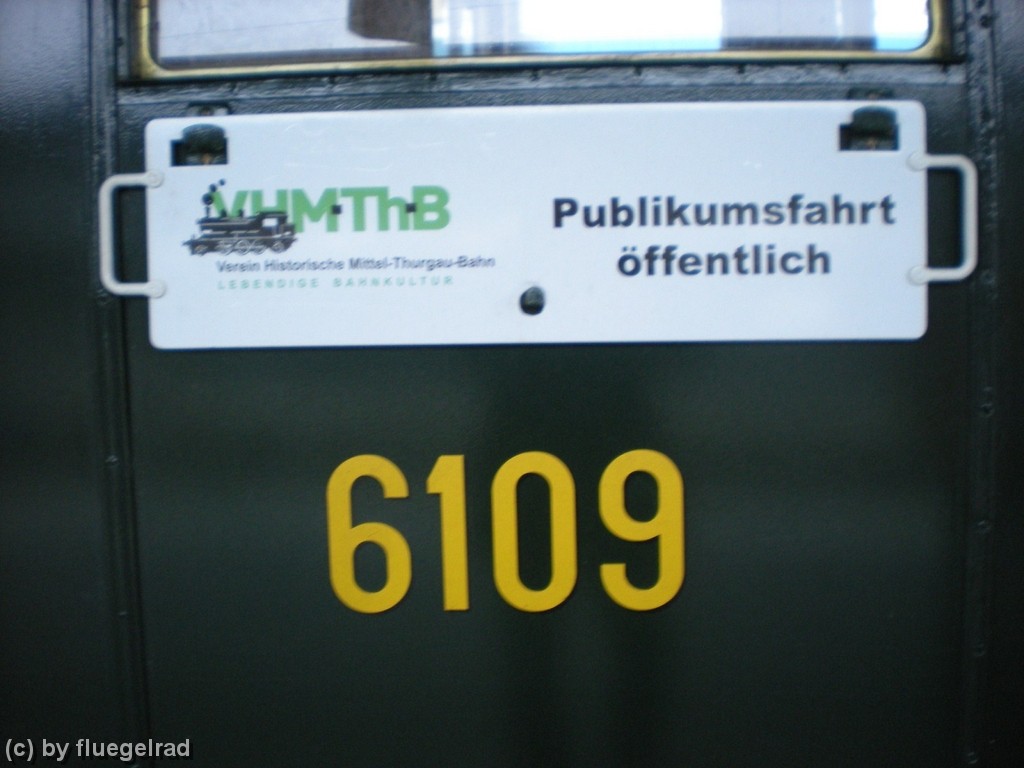 VHMThB
Verein Historische Mittel-Thurgau-Bahn
LEBENDIGE BAHNKULTUR
Publikumsfahrt
öffentlich
6109
(c) by fluegelrad